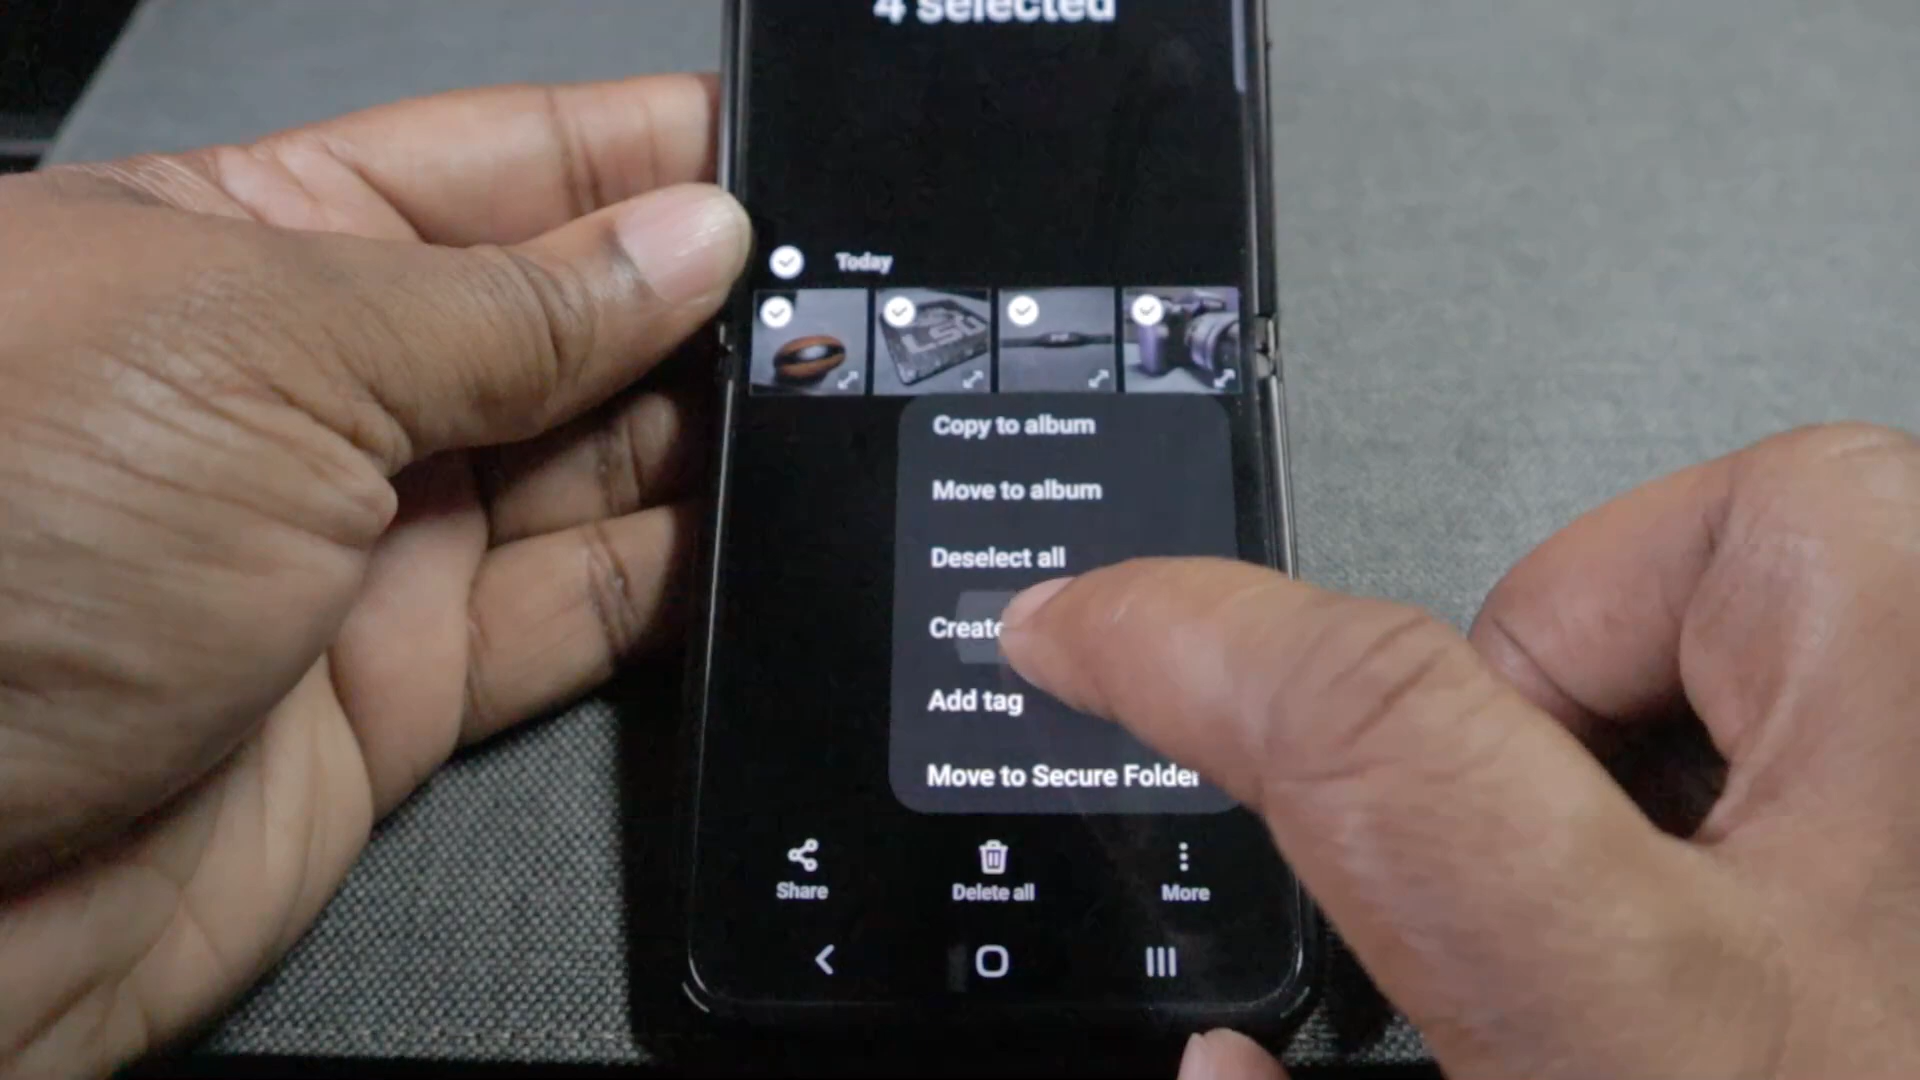 4 selected
Today
LSU
Copy to album
Move to album
Deselect all
Create
Add tag
Move to Secure Folder
Share
Delete all
More